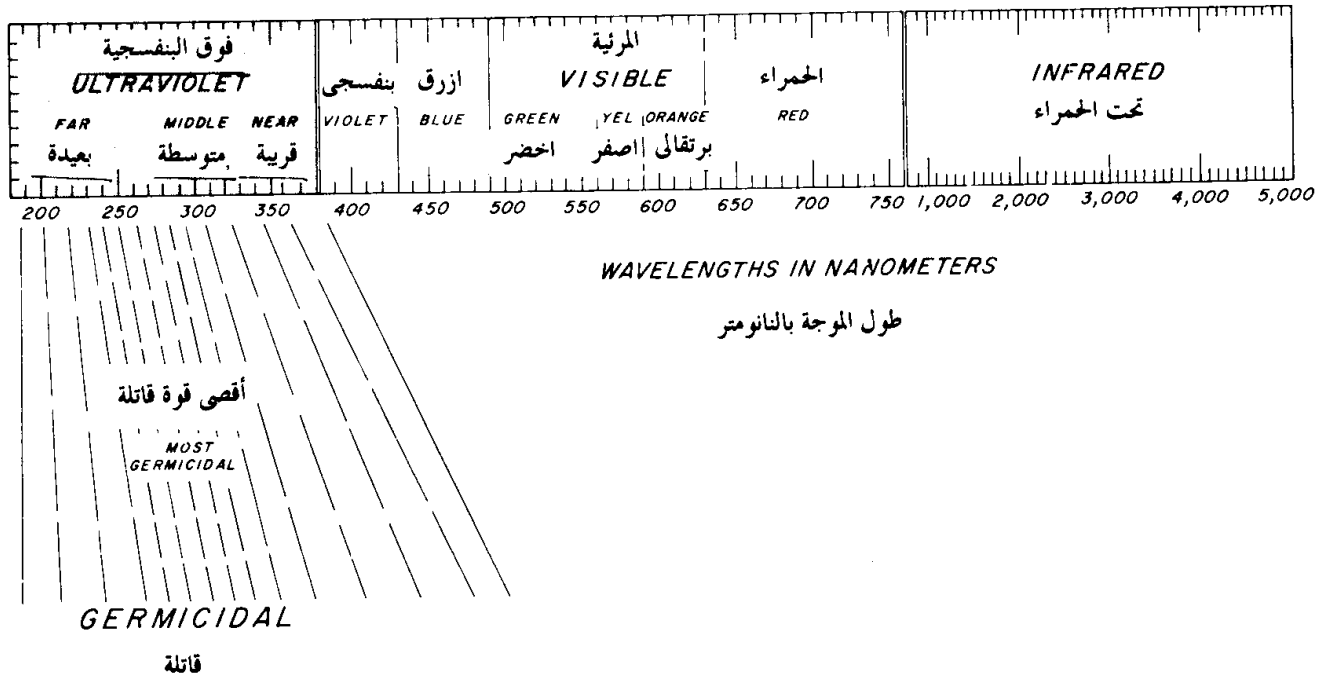 فوق البنفسجية
المرئية
ULTRAVIOLET
بنفسجى
ازرق
VISIBLE
الحمراء
INFRARED
FAR MIDDLE NEAR
VIOLET BLUE GREEN YEL ORANGE RED
تحت الحمراء
بعيدة
متوسطة
قريبة
اخضر
اصفر
برتقالى
200 250 300 350 400 450 500 550 600 650 700 750 1,000 2,000 3,000 4,000 5,000
WAVELENGTHS IN NANOMETERS
طول الموجة بالنانومتر
أقصى قوة قاتلة
MOST
GERMICIDAL
GERMICIDAL
قاتلة